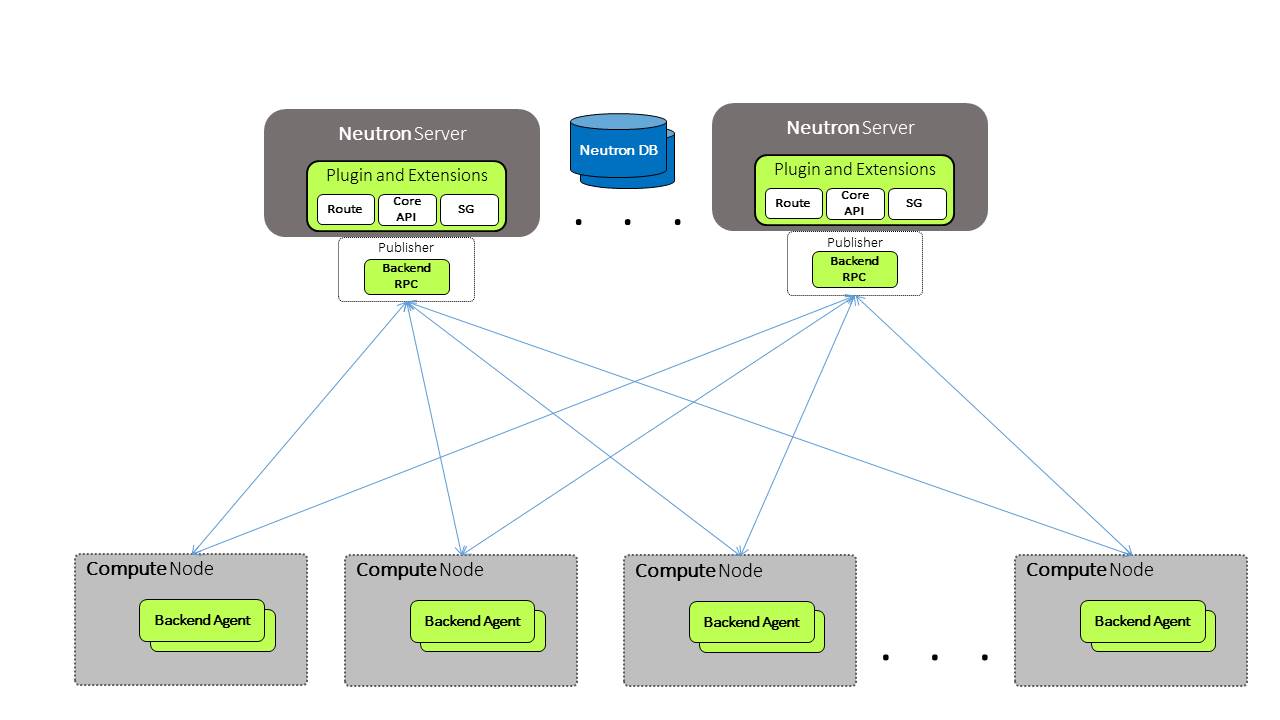 Neutron Server
Plugin and Extensions
Route
Core
API
SG
Publisher
Backend
RPC
Neutron DB
. . .
Neutron Server
Plugin and Extensions
Route
Core
API
SG
Publisher
Backend
RPC
Compute Node
Backend Agent
Compute Node
Backend Agent
Compute Node
Backend Agent
. . .
Compute Node
Backend Agent